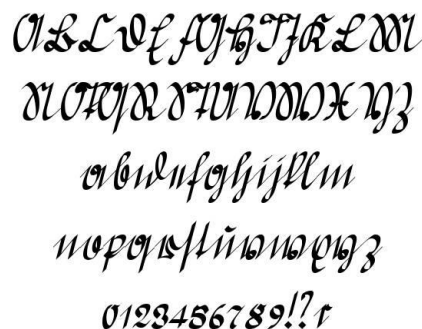 ABCDEFGHIJKLM
NOPQRSTUVWXYZ
abcdefghijklm
nopqrstuvwxyz
0123456789!?